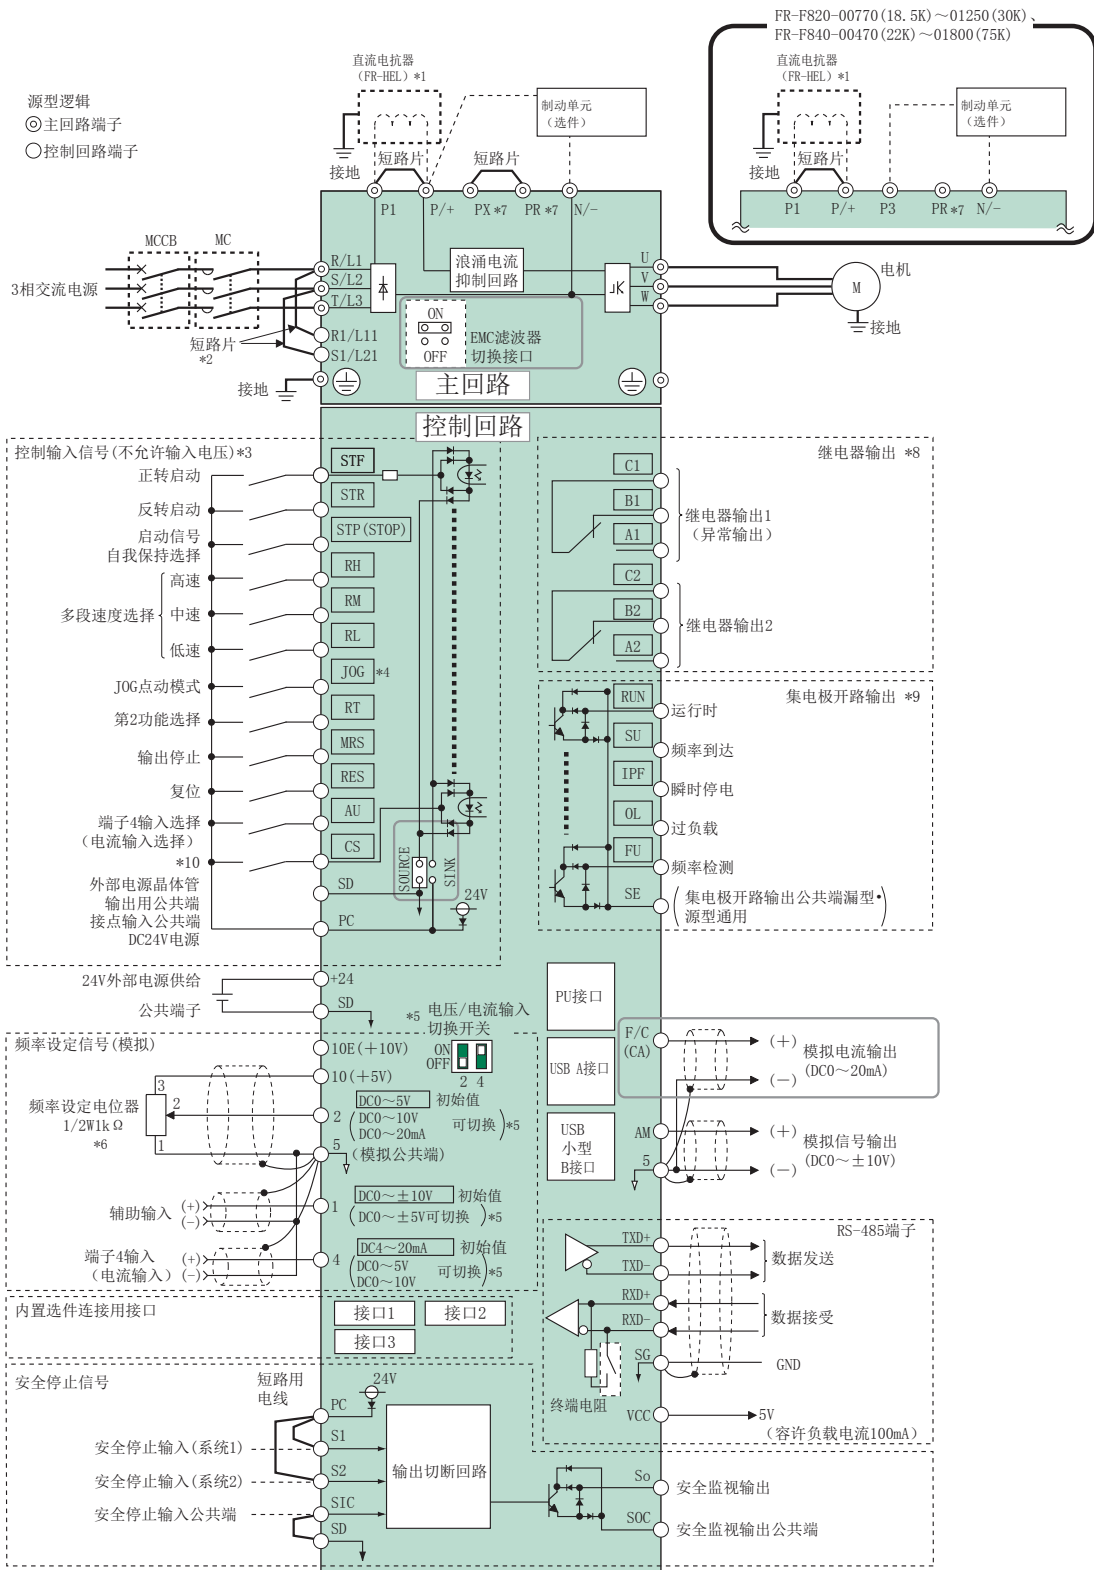 FR-F820-00770(18.5K)～01250(30K)、
FR-F840-00470(22K)～01800(75K)
直流电抗器
（FR-HEL）*1
制动单元
（选件）
接地
短路片
P1
P/+
P3
PR *7
N/-
源型逻辑
主回路端子
控制回路端子
直流电抗器
（FR-HEL）*1
制动单元
（选件）
接地
短路片
短路片
P1
P/+
PX *7
PR *7
N/-
MCCB
MC
3相交流电源
R/L1
S/L2
T/L3
R1/L11
S1/L21
短路片
*2
接地
浪涌电流
抑制回路
ON
OFF
EMC滤波器
切换接口
U
V
W
M
电机
接地
主回路
控制回路
控制输入信号(不允许输入电压)*3
正转启动
STF
反转启动
STR
启动信号
自我保持选择
STP(STOP)
多段速度选择
高速
RH
中速
RM
低速
RL
JOG点动模式
JOG *4
第2功能选择
RT
输出停止
MRS
复位
RES
端子4输入选择
（电流输入选择）
AU
*10
CS
外部电源晶体管
输出用公共端
接点输入公共端
DC24V电源
SD
PC
SOURCE
SINK
24V
继电器输出 *8
C1
B1
A1
继电器输出1
（异常输出）
C2
B2
A2
继电器输出2
集电极开路输出 *9
RUN
运行时
SU
频率到达
IPF
瞬时停电
OL
过负载
FU
频率检测
SE
集电极开路输出公共端漏型•
源型通用
24V外部电源供给
+24
公共端子
SD
*5 电压/电流输入
切换开关
ON
OFF
2 4
频率设定信号(模拟)
10E(＋10V)
10(＋5V)
频率设定电位器
1/2W1kΩ
*6
3
2
1
2
DC0～5V 初始值
DC0～10V
DC0～20mA
可切换 *5
5
(模拟公共端)
辅助输入
(+)
(−)
1
DC0～±10V 初始值
DC0～±5V可切换 *5
端子4输入
（电流输入）
(+)
(−)
4
DC4～20mA 初始值
DC0～5V
DC0～10V
可切换 *5
PU接口
USB A接口
USB
小型
B接口
F/C
(CA)
(+)
(−)
模拟电流输出
(DC0～20mA)
AM
5
(+)
(−)
模拟信号输出
(DC0～±10V)
RS-485端子
TXD+
TXD-
数据发送
RXD+
RXD-
数据接受
SG
GND
终端电阻
VCC
5V
（容许负载电流100mA）
内置选件连接用接口
接口1
接口2
接口3
安全停止信号
短路用
电线
24V
PC
安全停止输入(系统1)
S1
安全停止输入(系统2)
S2
安全停止输入公共端
SIC
SD
输出切断回路
So
安全监视输出
SOC
安全监视输出公共端